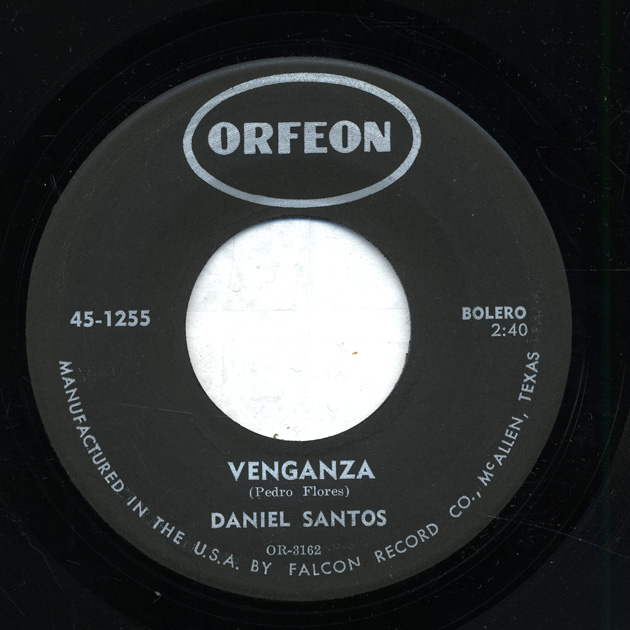 ORFEON
45-1255
BOLERO
2:40
VENGANZA
(Pedro Flores)
DANIEL SANTOS
OR-3162
MANUFACTURED IN THE U.S.A. BY FALCON RECORD CO., McALLEN, TEXAS